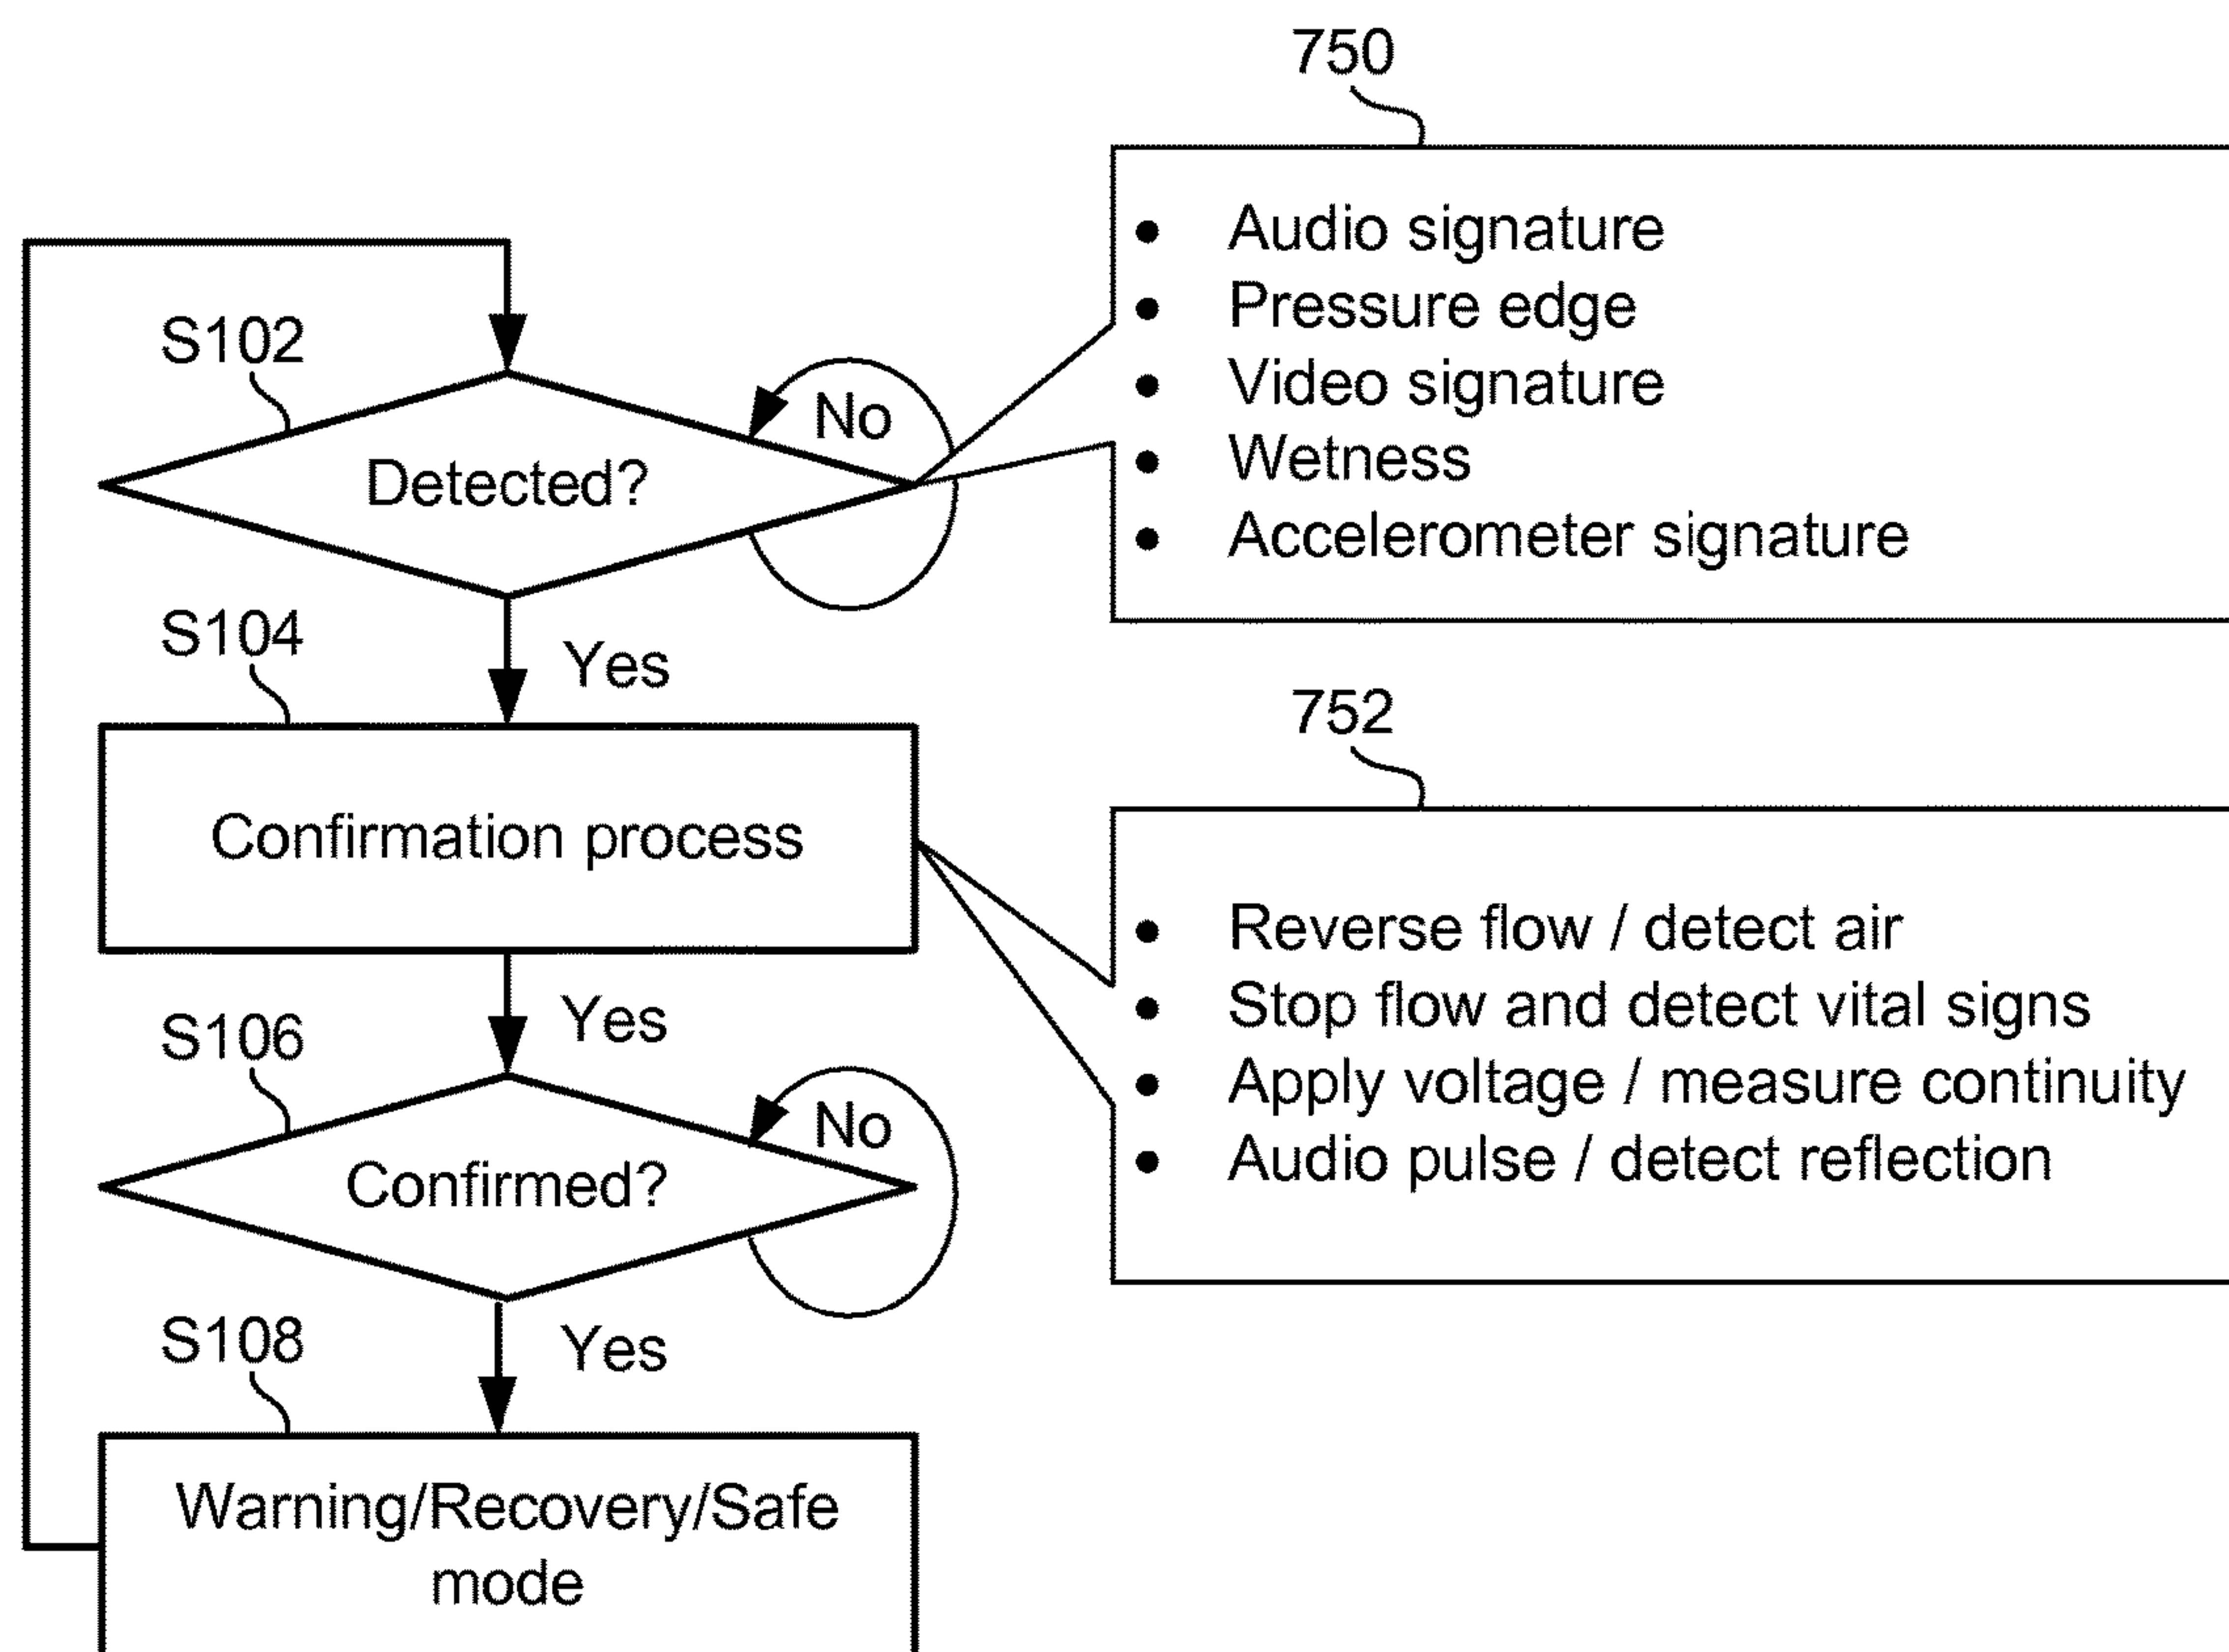 750
• Audio signature
• Pressure edge
• Video signature
• Wetness
• Accelerometer signature
S102
No
Detected?
S104
Yes
752
Confirmation process
• Reverse flow / detect air
• Stop flow and detect vital signs
• Apply voltage / measure continuity
• Audio pulse / detect reflection
S106
Yes
No
Confirmed?
S108
Yes
Warning/Recovery/Safe
mode